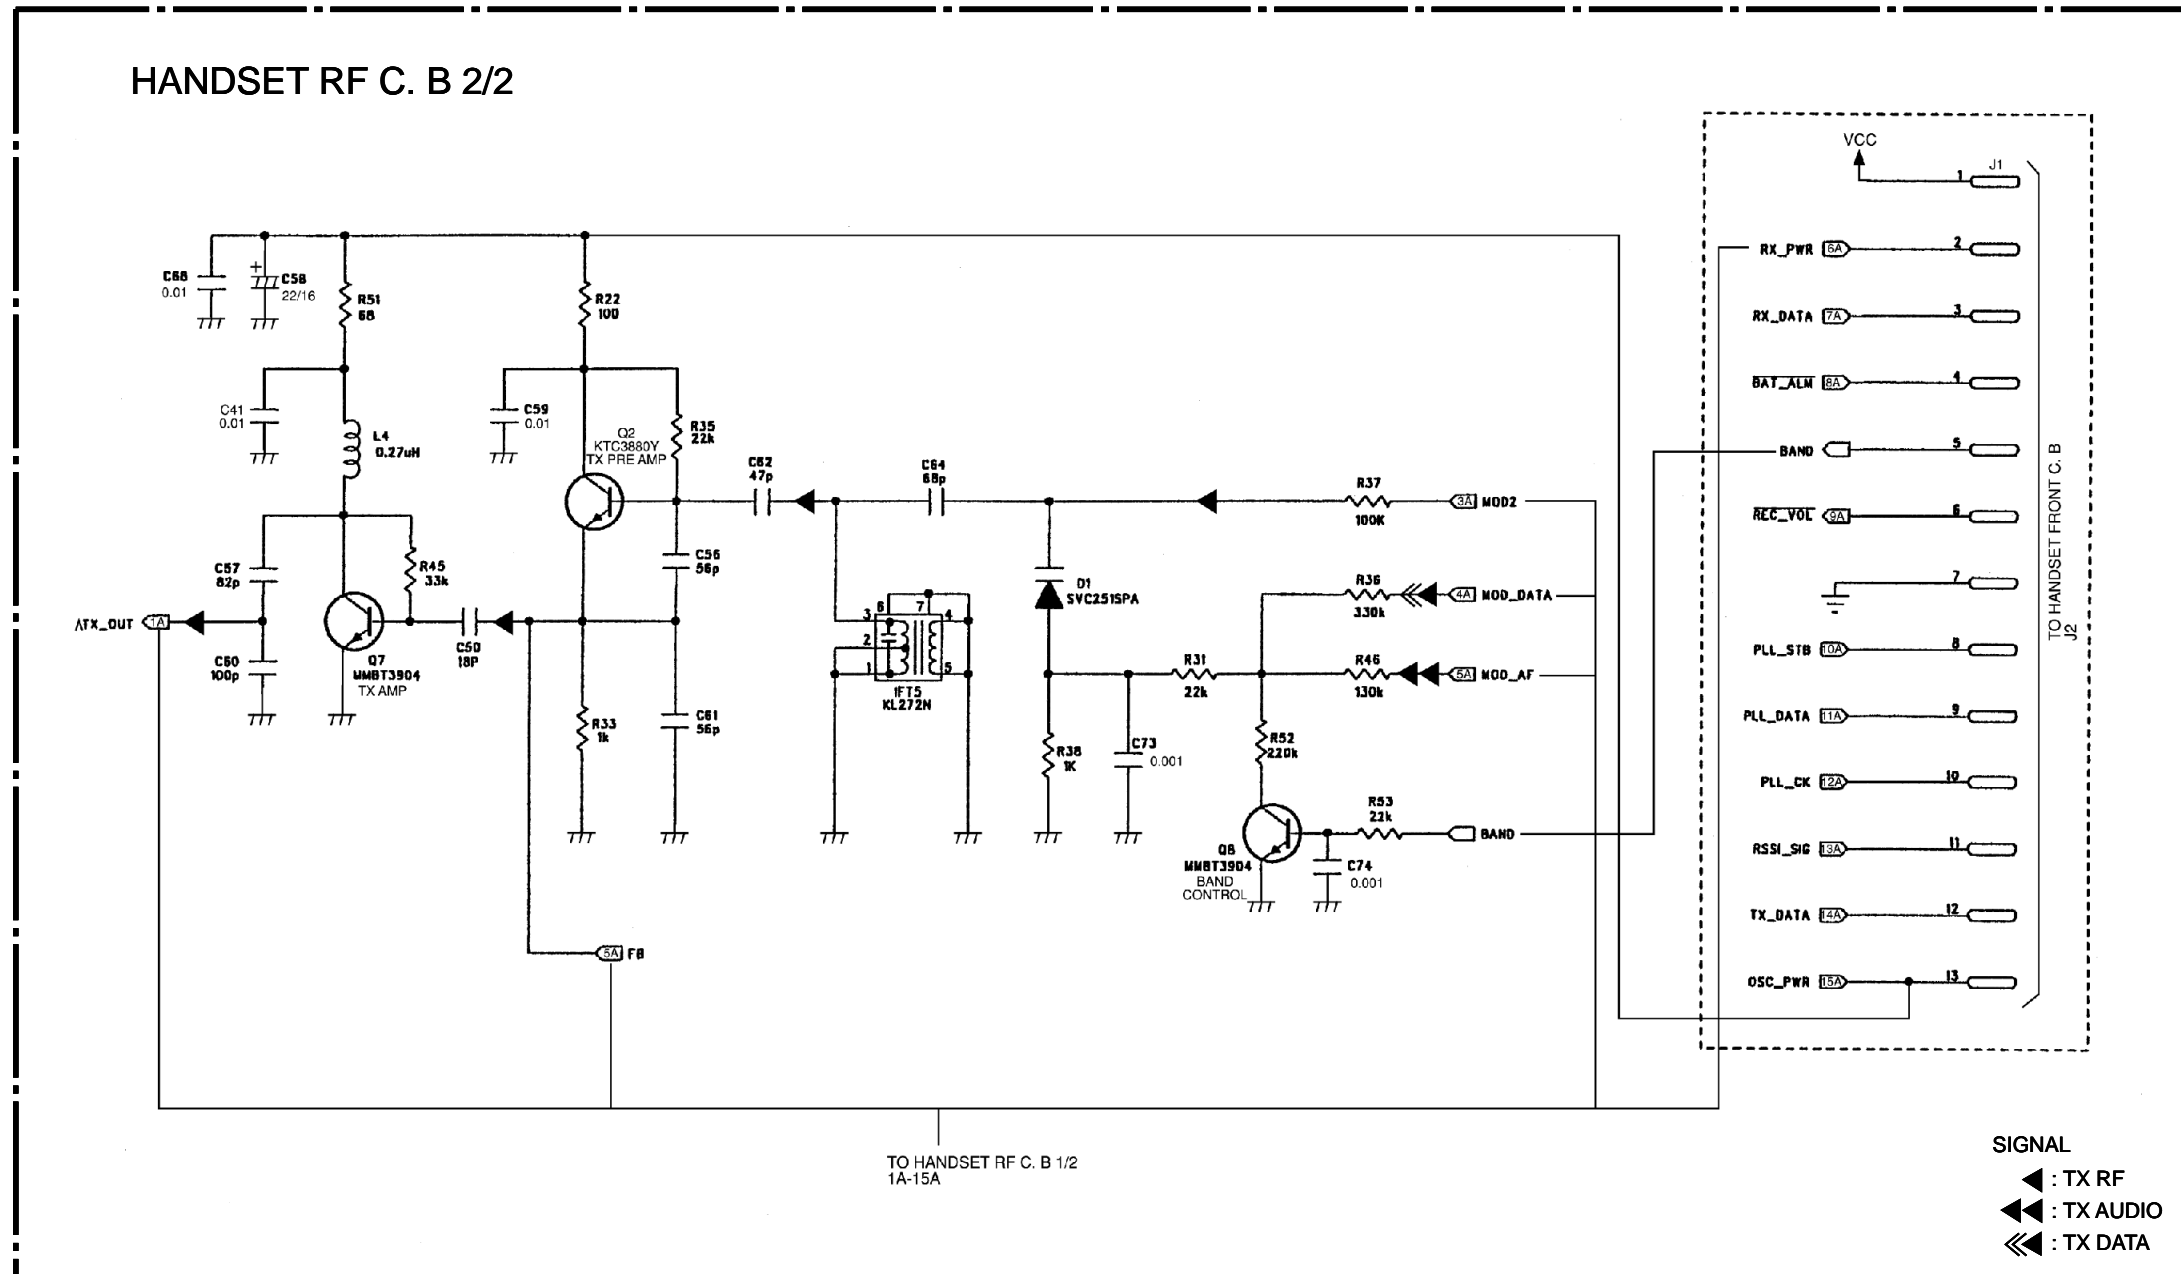 HANDSET RF C. B 2/2
VCC
J1
1
RX_PWR 6A 2
RX_DATA 7A 3
BAT_ALM 8A 4
BAND 5
REC_VOL 9A 6
7
PLL_STB 10A 8
PLL_DATA 11A 9
PLL_CK 12A 10
RSSI_SIG 13A 11
TX_DATA 14A 12
OSC_PWR 15A 13
TO HANDSET FRONT C. B
J2
C68
0.01
+
C58
22/16
R51
68
R22
100
C41
0.01
L4
0.27uH
C59
0.01
Q2
KTC3880Y
TX PRE AMP
R35
22k
C62
47p
C64
68p
R37
100K
3A MOD2
C57
82p
R45
33k
C56
56p
D1
SVC251SPA
R36
330k
4A MOD_DATA
ATX_OUT 1A
C60
100p
Q7
MMBT3904
TX AMP
C50
18P
6 7
3 4
2
1 5
IFT5
KL272N
R31
22k
R46
130k
5A MOD_AF
R33
1k
C61
56p
R38
1K
C73
0.001
R52
220k
R53
22k
BAND
Q8
MMBT3904
BAND
CONTROL
C74
0.001
5A FB
TO HANDSET RF C. B 1/2
1A-15A
SIGNAL
: TX RF
: TX AUDIO
: TX DATA